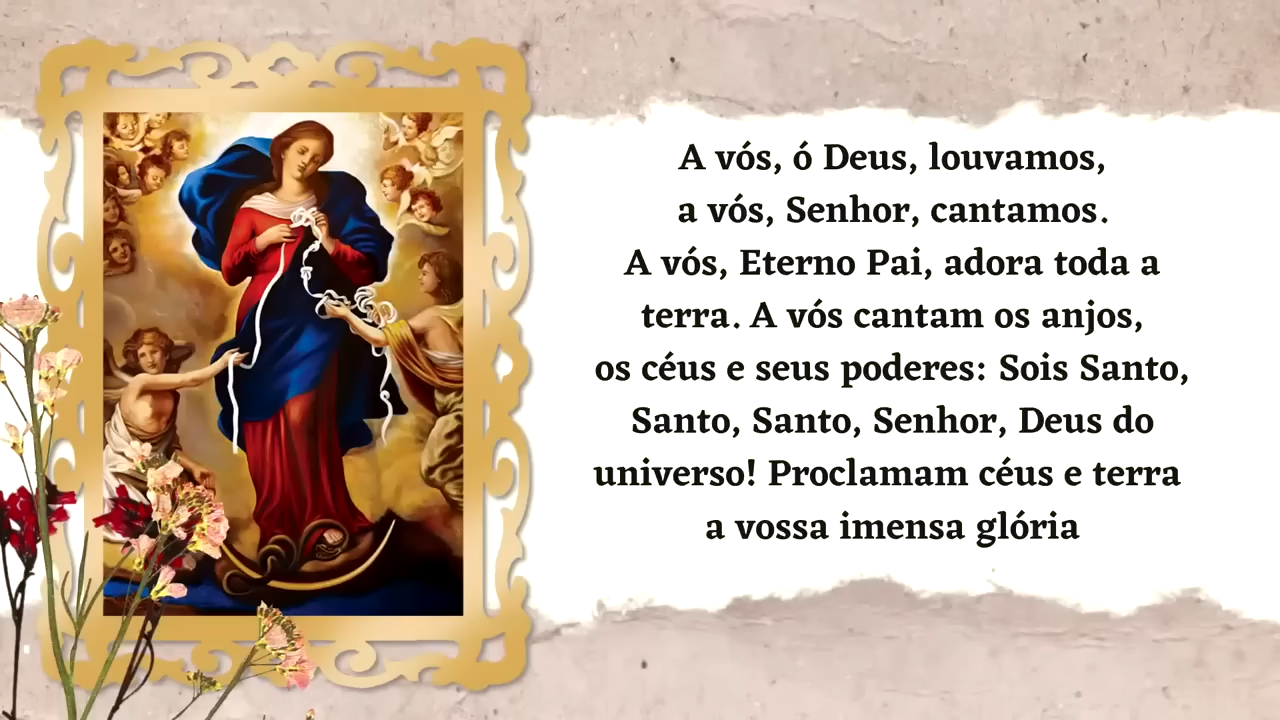 A vós, ó Deus, louvamos,
a vós, Senhor, cantamos.
A vós, Eterno Pai, adora toda a
terra. A vós cantam os anjos,
os céus e seus poderes: Sois Santo,
Santo, Santo, Senhor, Deus do
universo! Proclamam céus e terra
a vossa imensa glória